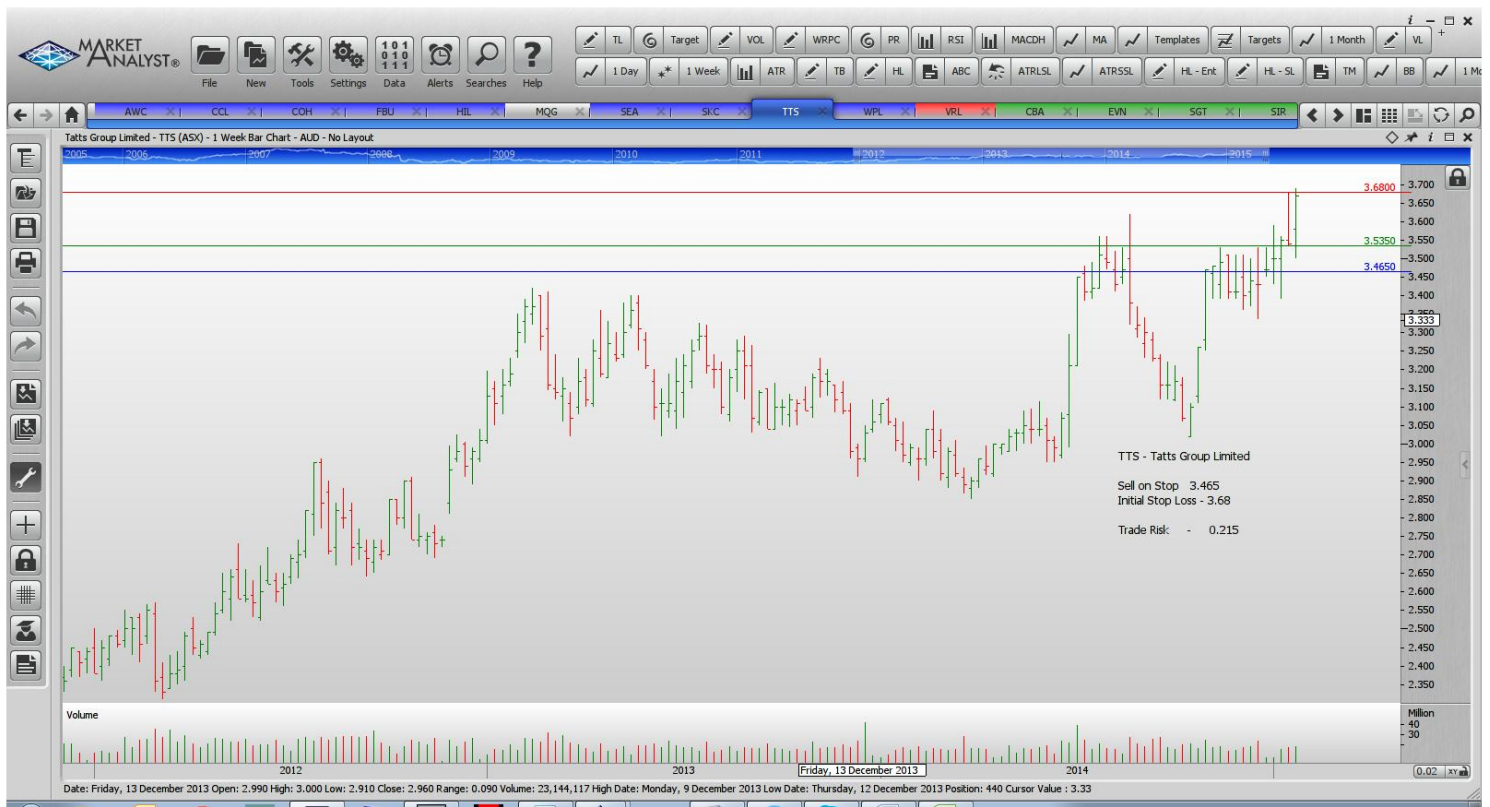 i
MARKET
ANALYST®
File New Tools Settings Data Alerts Searches Help
TL Target VOL WRPC PR RSI MACDH MA Templates Targets 1 Month VL
1 Day 1 Week ATR TB HL ABC ATRLSL ATRSSL HL - Ent HL - SL TM BB 1 Mo
AWC CCL COH FBU HIL MQG SEA SKC TTS WPL VRL CBA EVN SGT SIR
Tatts Group Limited - TTS (ASX) - 1 Week Bar Chart - AUD - No Layout
2005 2006 2007 2008 2009 2010 2011 2012 2013 2014 2015
3.6800
3.5350
3.4650
3.700
3.650
3.600
3.550
3.500
3.450
3.400
3.350
3.333
3.300
3.250
3.200
3.150
3.100
3.050
3.000
2.950
2.900
2.850
2.800
2.750
2.700
2.650
2.600
2.550
2.500
2.450
2.400
2.350
TTS - Tatts Group Limited
Sell on Stop 3.465
Initial Stop Loss - 3.68
Trade Risk - 0.215
Volume
Million
40
30
2012 2013 Friday, 13 December 2013 2014
0.02 XY
Date: Friday, 13 December 2013 Open: 2.990 High: 3.000 Low: 2.910 Close: 2.960 Range: 0.090 Volume: 23,144,117 High Date: Monday, 9 December 2013 Low Date: Thursday, 12 December 2013 Position: 440 Cursor Value : 3.33